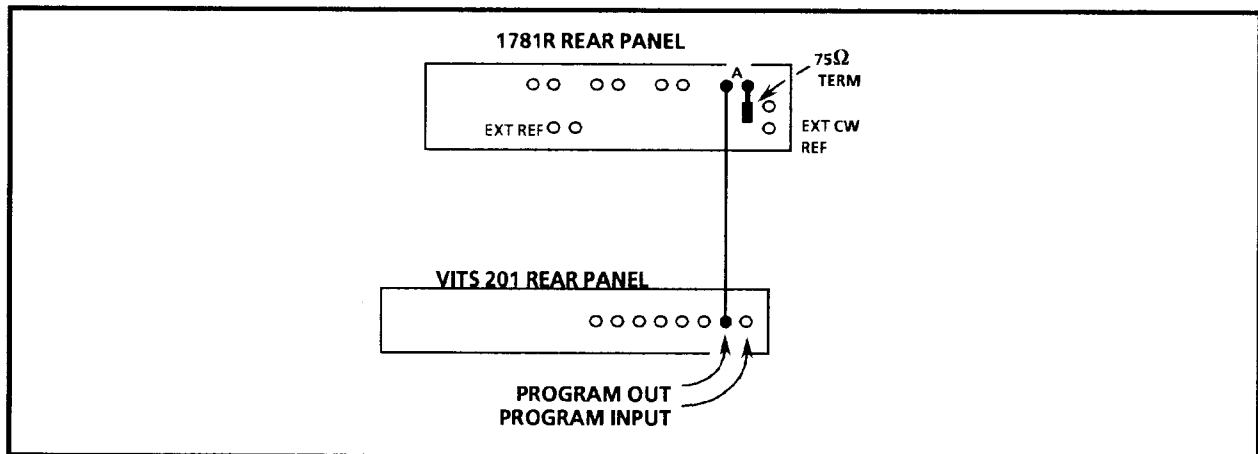 1781R REAR PANEL
A
75Ω
TERM
EXT REF
EXT CW
REF
VITS 201 REAR PANEL
PROGRAM OUT
PROGRAM INPUT